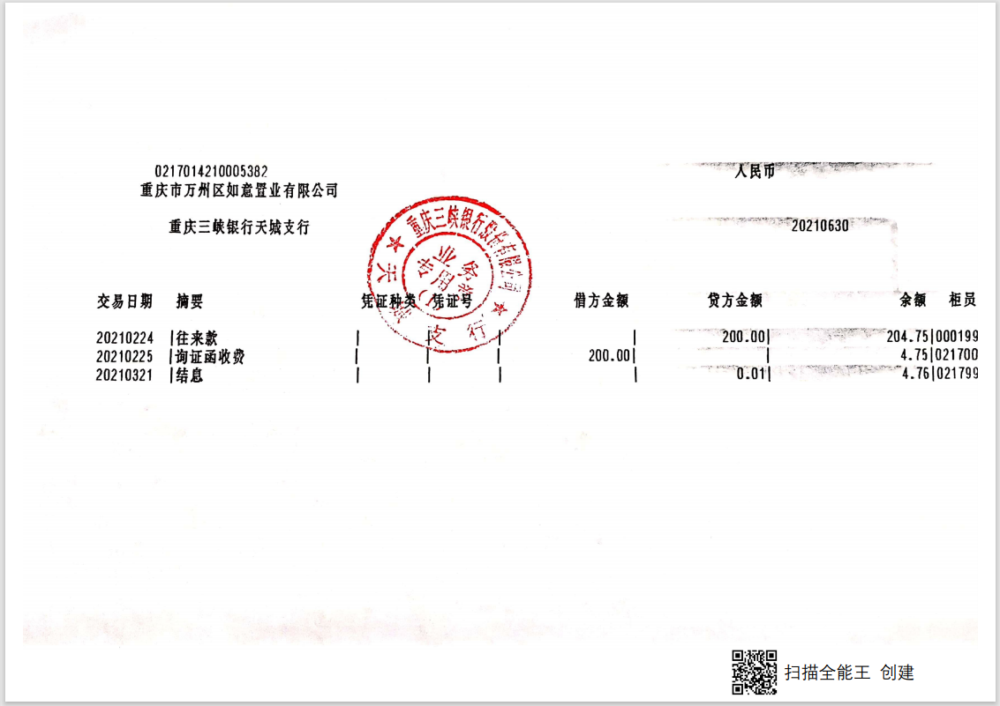 0217014210005382 人民币
重庆市万州区如意置业有限公司
重庆三峡银行天城支行 20210630
重庆三峡银行股份有限公司
天城支行
业务专用章
交易日期 摘要 凭证种类 凭证号 借方金额 贷方金额 余额 柜员
20210224 |往来款 | | | | 200.00| 204.75|000199
20210225 |询证函收费 | | | 200.00| | 4.75|021700
20210321 |结息 | | | | 0.01| 4.76|021799
扫描全能王 创建